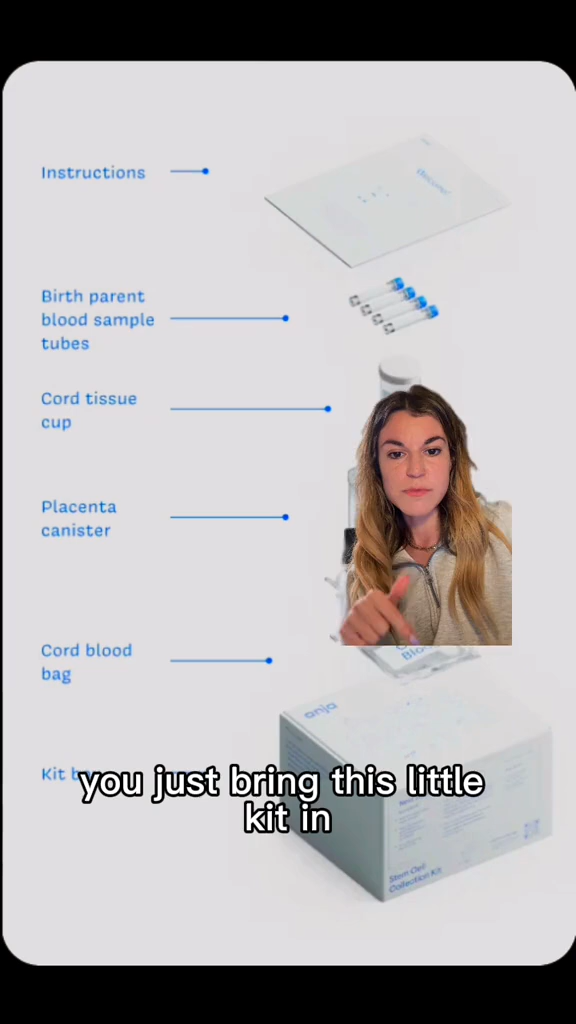 Instructions
Birth parent
blood sample
tubes
Cord tissue
cup
Placenta
canister
Cord blood
bag
anja
you just bring this little
kit in
Stem Cell
Collection Kit